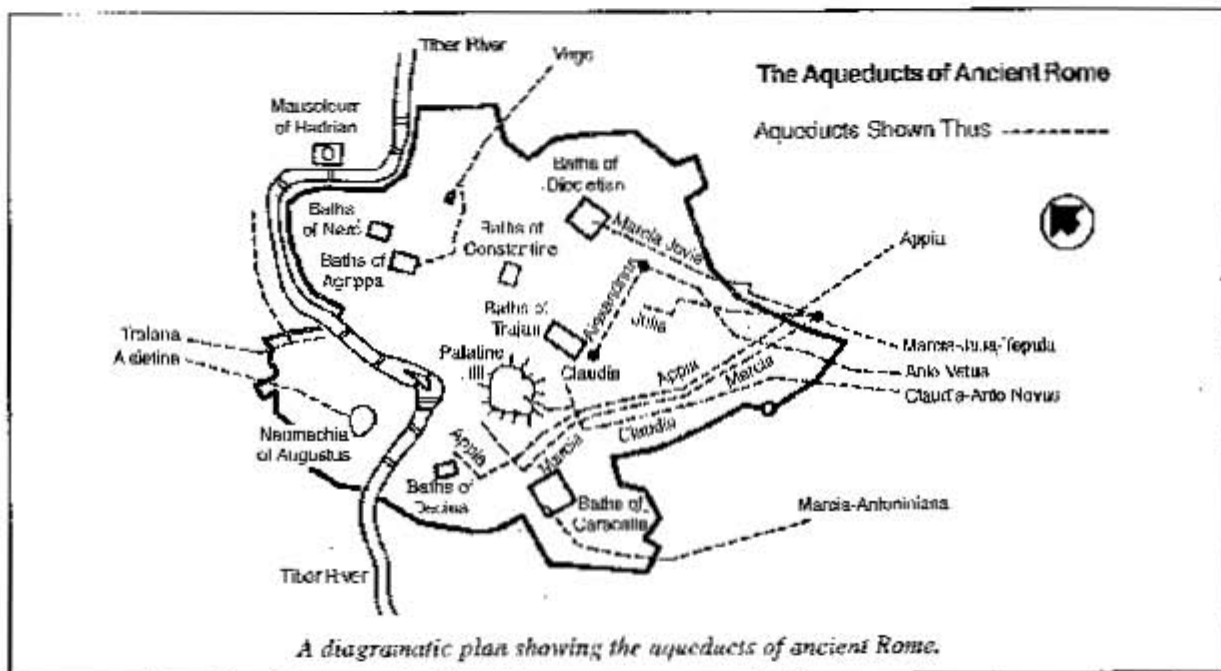 Tiber River
Virgo
The Aqueducts of Ancient Rome
Aqueducts Shown Thus
Mausoleum
of Hadrian
Baths of
Diocletian
Baths
of Nero
Baths of
Agrippa
Baths of
Constantine
Marcia Jovia
Appia
Alexandrina
Julia
Baths of
Trajan
Traiana
Alsietina
Palatine
Hill
Claudia
Appia
Marcia
Marcia-Julia-Tepula
Anio Vetus
Claudia-Anio Novus
Naumachia
of Augustus
Appia
Marcia
Claudia
Baths of
Baths of
Caracalla
Marcia-Antoniniana
Tiber River
A diagramatic plan showing the aqueducts of ancient Rome.